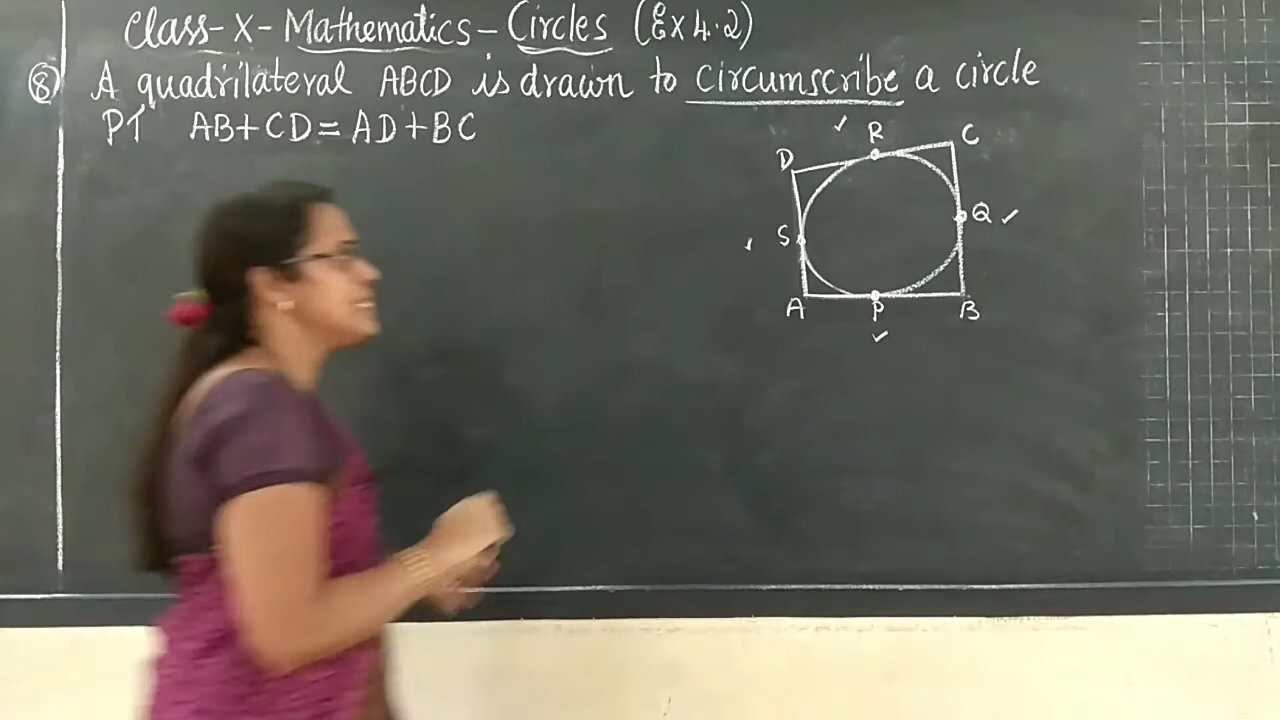 Class-X-Mathematics-Circles (Ex 4.2)
8) A quadrilateral ABCD is drawn to circumscribe a circle
PT AB+CD=AD+BC
R
C
D
Q
S
A
P
B